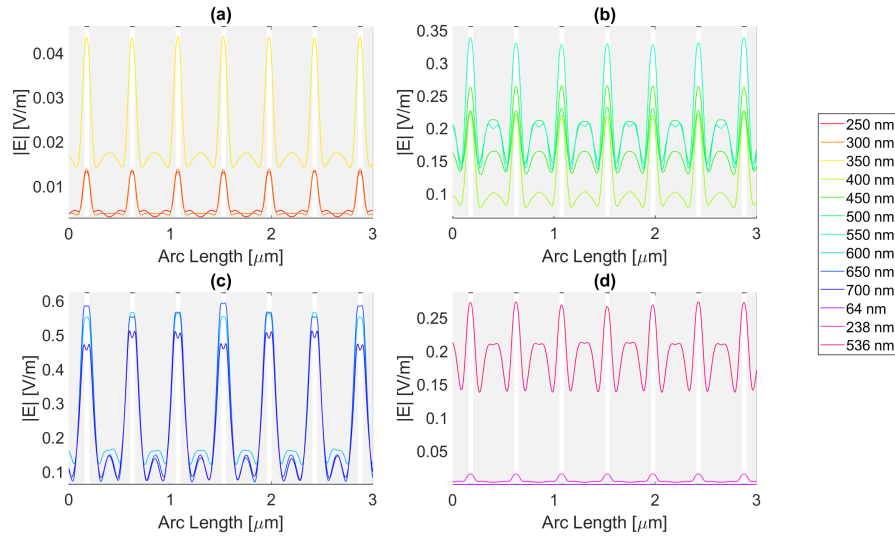 (a)
|E| [V/m]
0.04
0.03
0.02
0.01
0 1 2 3
Arc Length [μm]
(b)
|E| [V/m]
0.35
0.3
0.25
0.2
0.15
0.1
0 1 2 3
Arc Length [μm]
(c)
|E| [V/m]
0.6
0.5
0.4
0.3
0.2
0.1
0 1 2 3
Arc Length [μm]
(d)
|E| [V/m]
0.25
0.2
0.15
0.1
0.05
0 1 2 3
Arc Length [μm]
250 nm
300 nm
350 nm
400 nm
450 nm
500 nm
550 nm
600 nm
650 nm
700 nm
64 nm
238 nm
536 nm